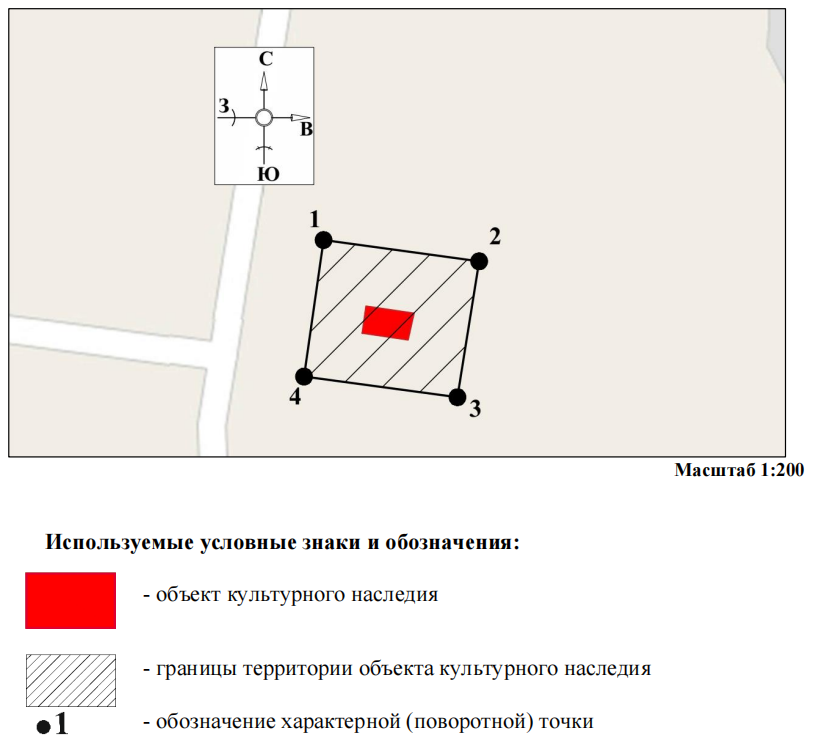 С
З
В
Ю
1
2
4
3
Масштаб 1:200
Используемые условные знаки и обозначения:
- объект культурного наследия
- границы территории объекта культурного наследия
1 - обозначение характерной (поворотной) точки